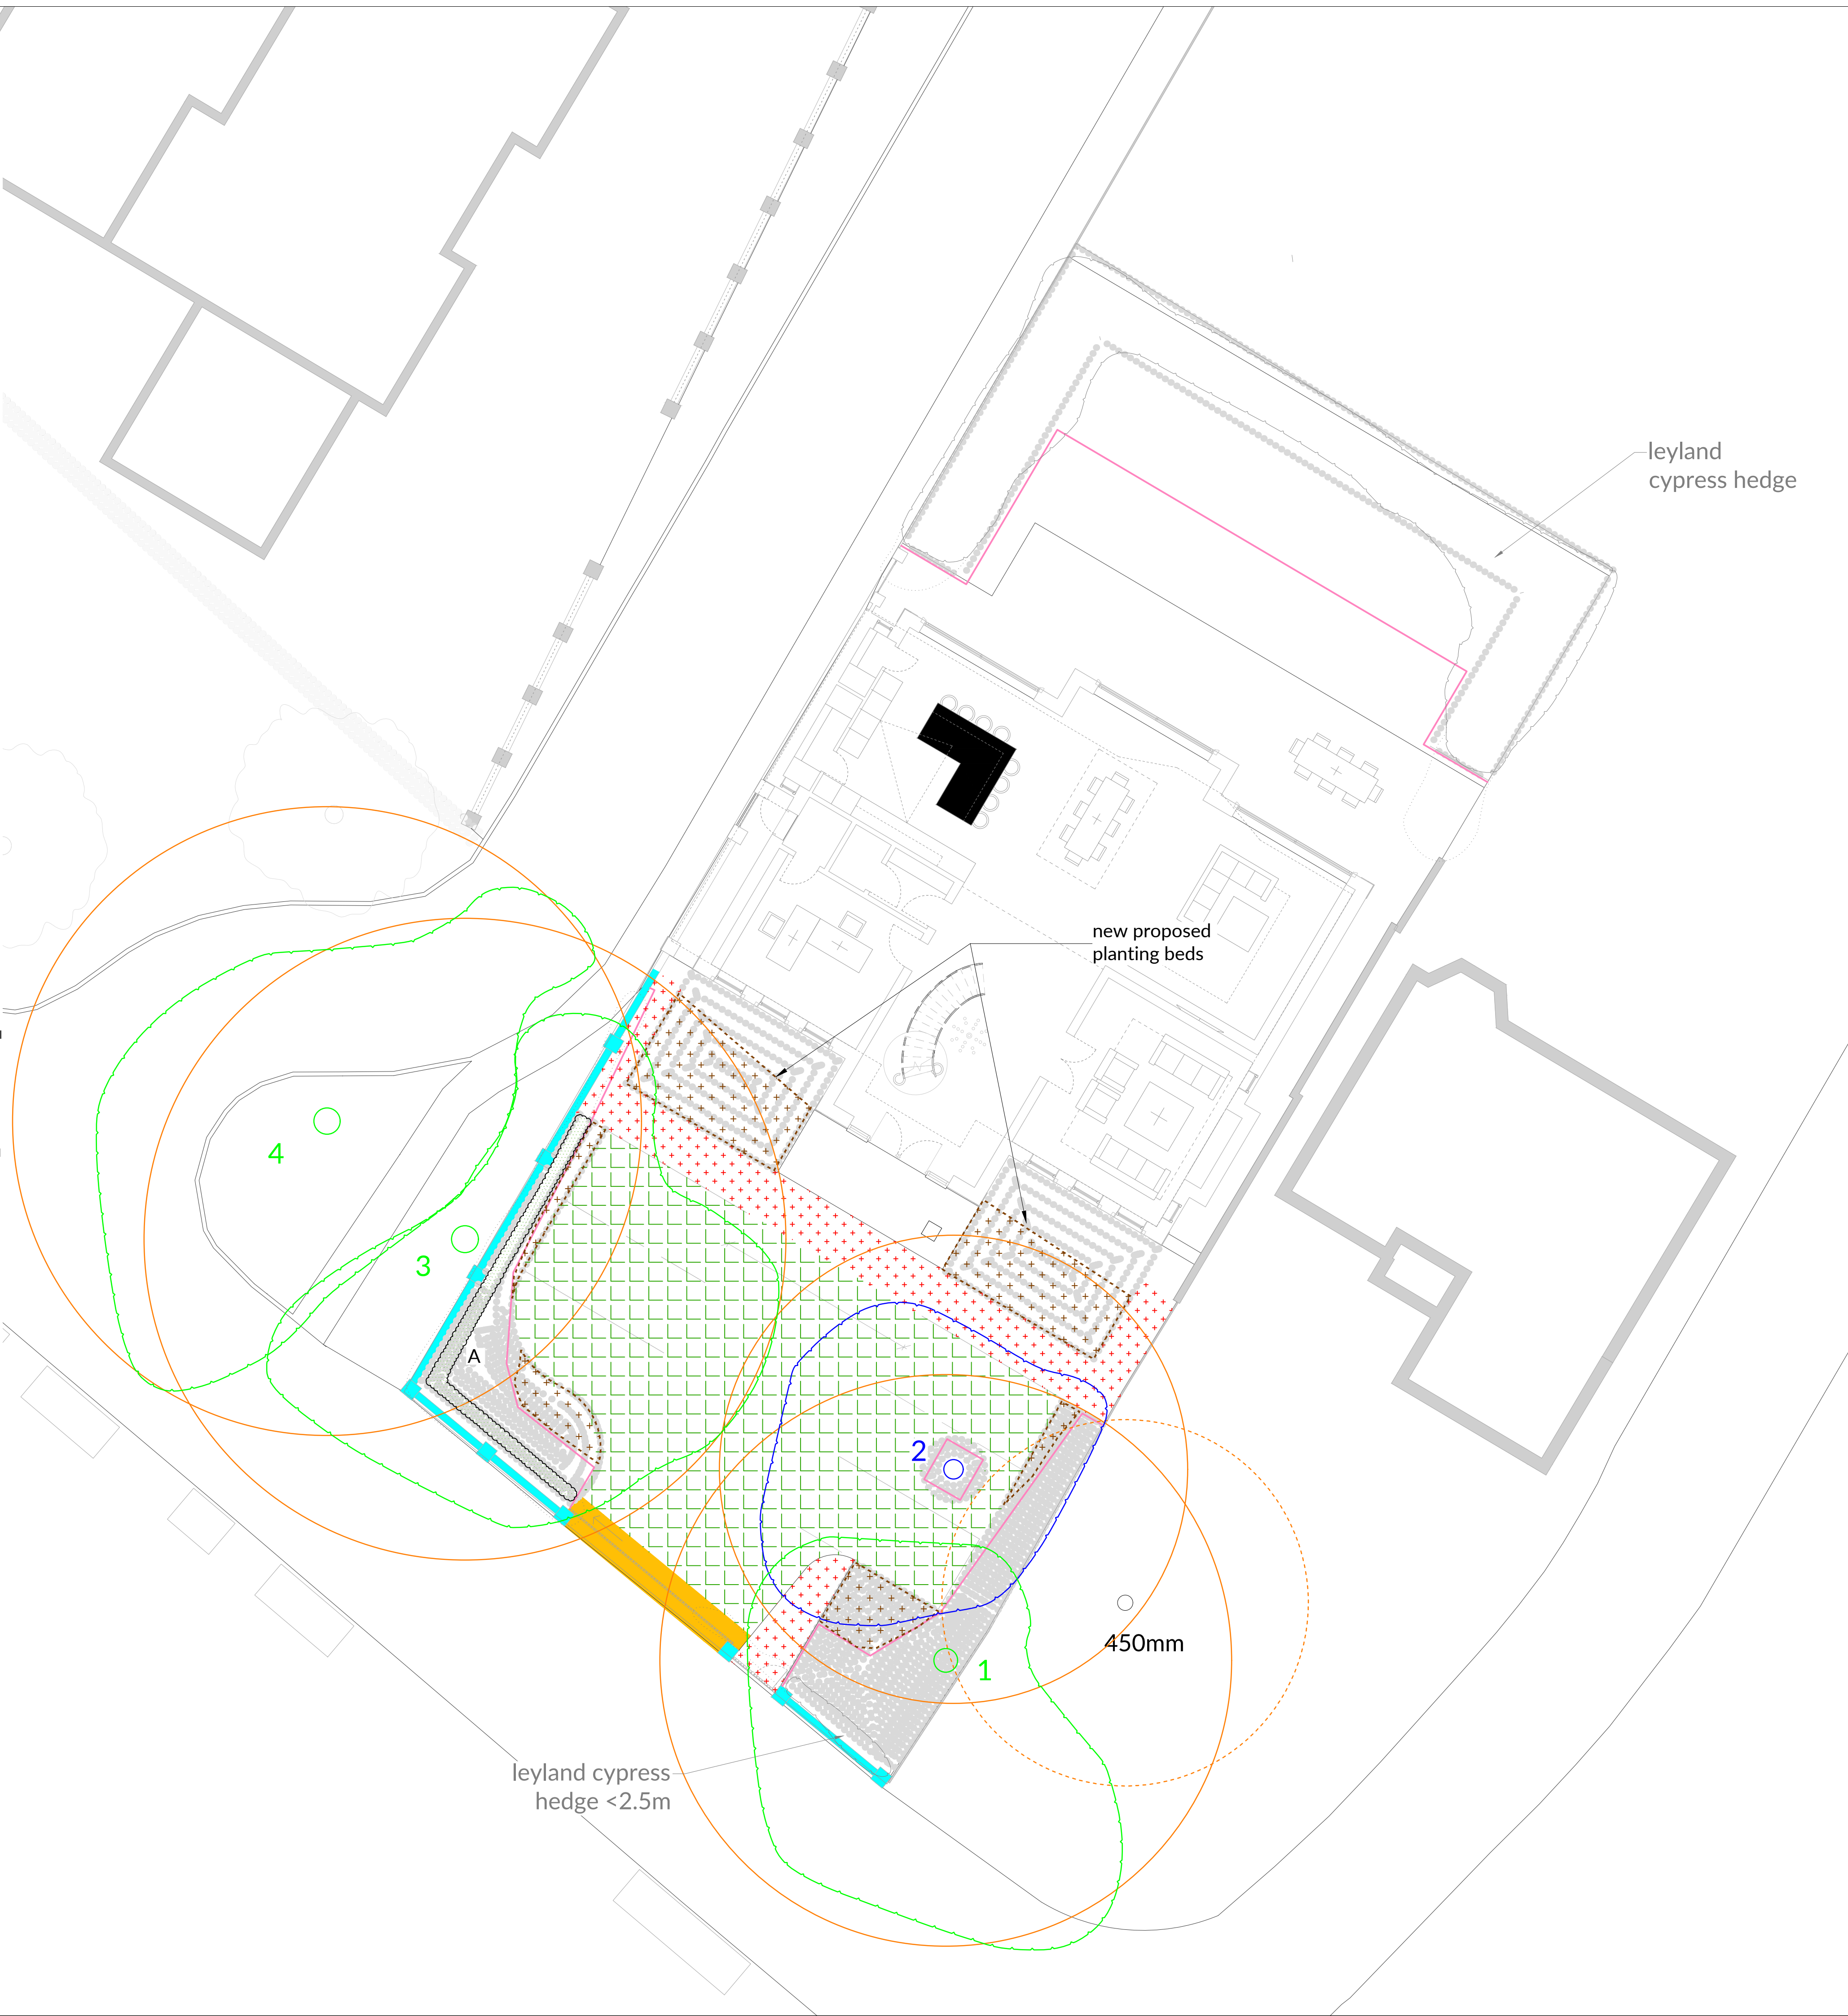 leyland
cypress hedge
new proposed
planting beds
4
3
A
2
450mm
1
leyland cypress
hedge <2.5m